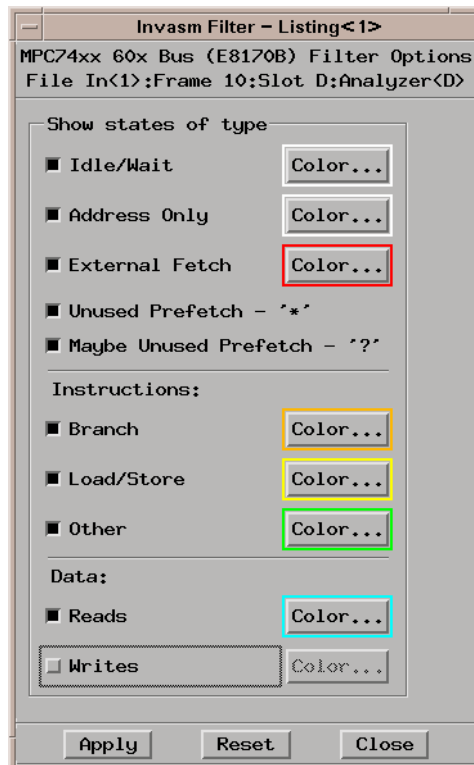 Invasm Filter – Listing<1>
MPC74xx 60x Bus (E8170B) Filter Options
File In<1>:Frame 10:Slot D:Analyzer<D>
Show states of type
Idle/Wait Color...
Address Only Color...
External Fetch Color...
Unused Prefetch – '*'
Maybe Unused Prefetch – '?'
Instructions:
Branch Color...
Load/Store Color...
Other Color...
Data:
Reads Color...
Writes Color...
Apply Reset Close